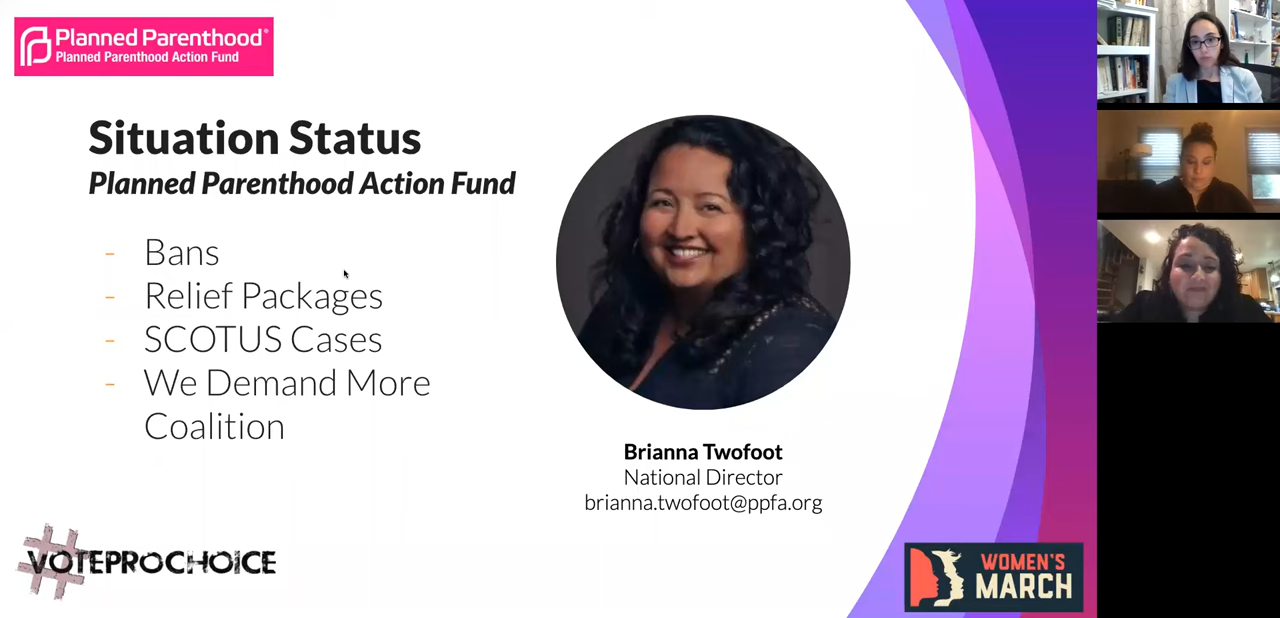 Planned Parenthood®
Planned Parenthood Action Fund
Situation Status
Planned Parenthood Action Fund
- Bans
- Relief Packages
- SCOTUS Cases
- We Demand More
Coalition
Brianna Twofoot
National Director
brianna.twofoot@ppfa.org
#VOTEPROCHOICE
WOMEN'S
MARCH